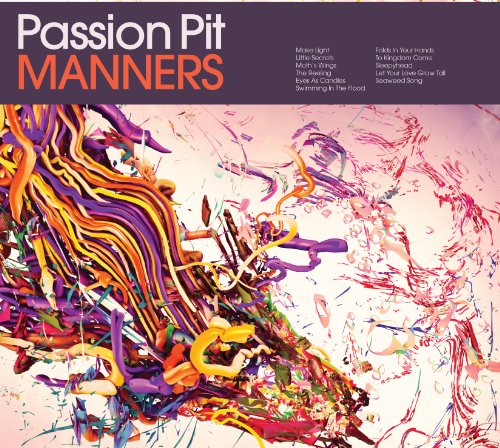 Passion Pit
MANNERS
Make Light
Little Secrets
Moth's Wings
The Reeling
Eyes As Candles
Swimming In The Flood
Folds In Your Hands
To Kingdom Come
Sleepyhead
Let Your Love Grow Tall
Seaweed Song